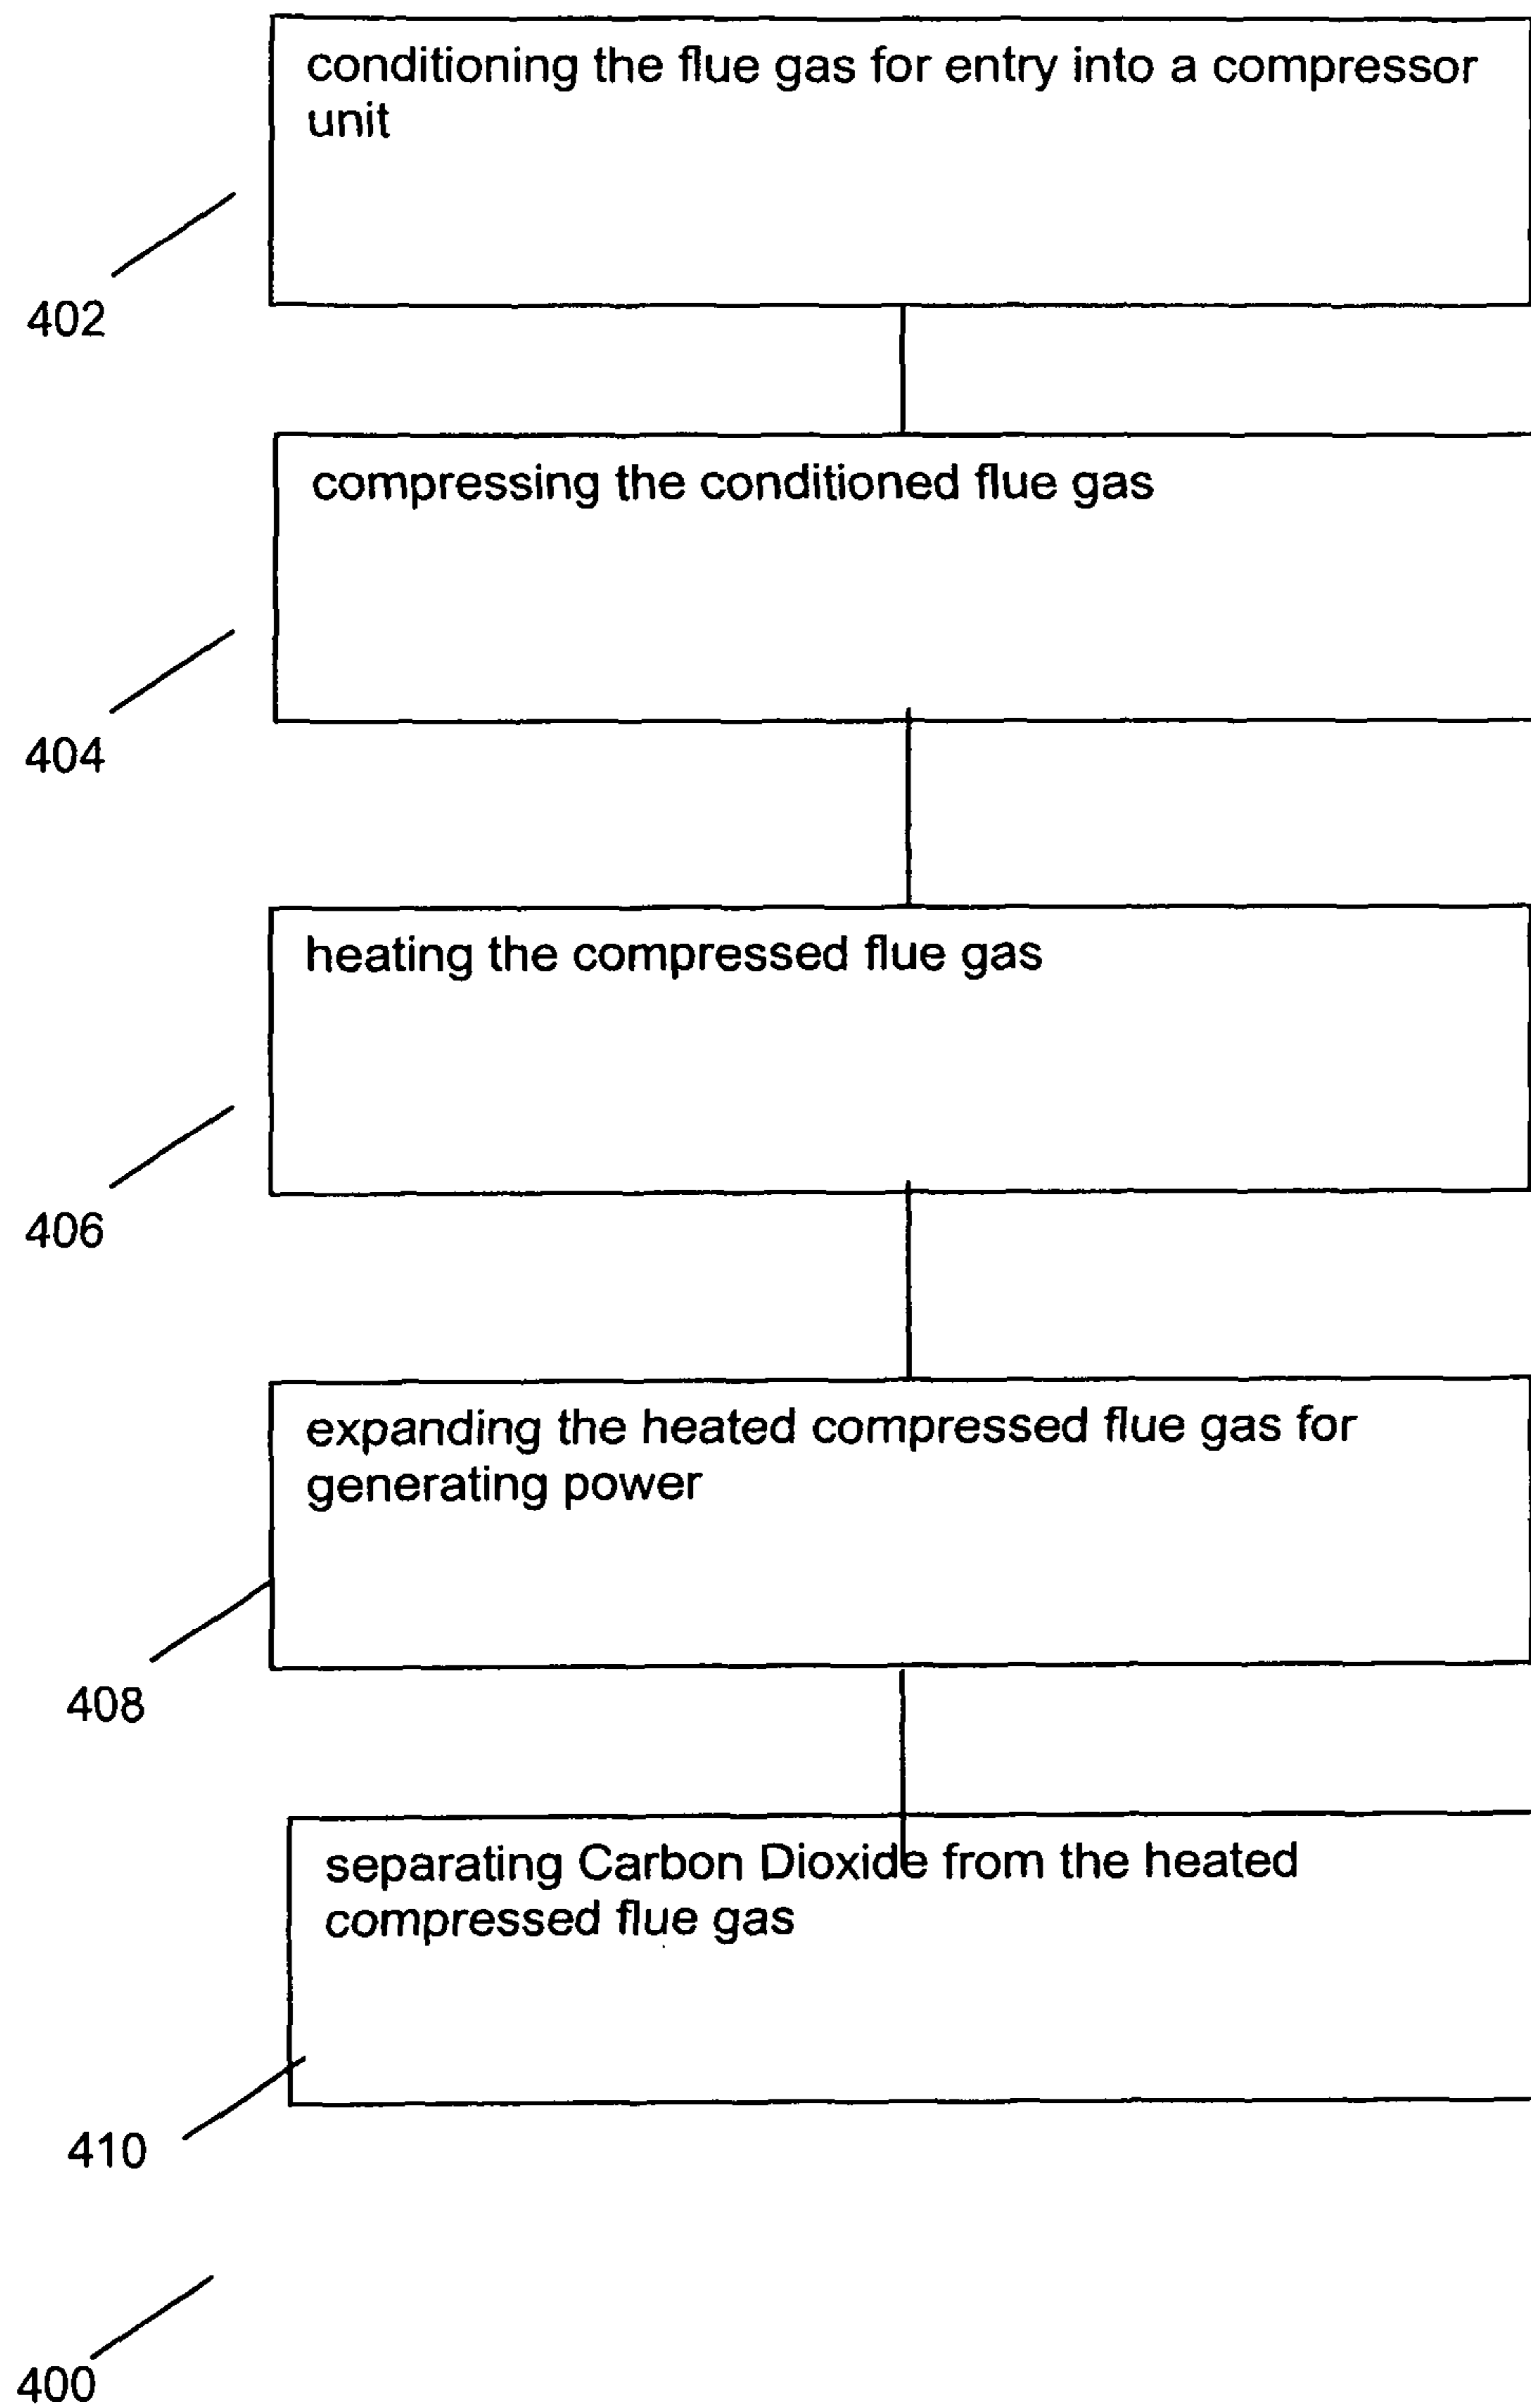 conditioning the flue gas for entry into a compressor
unit
402
compressing the conditioned flue gas
404
heating the compressed flue gas
406
expanding the heated compressed flue gas for
generating power
408
separating Carbon Dioxide from the heated
compressed flue gas
410
400